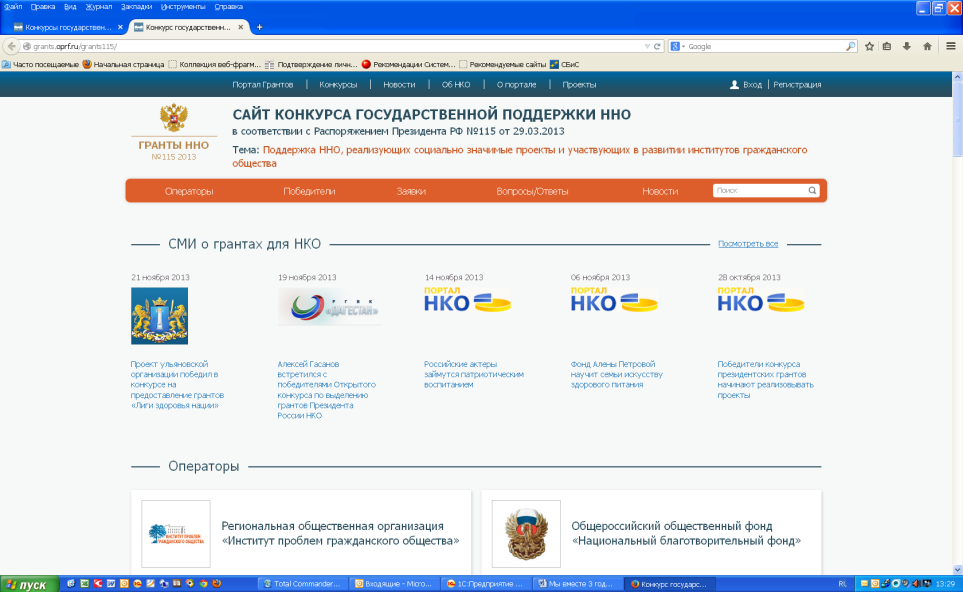 Файл Правка Вид Журнал Закладки Инструменты Справка
Конкурсы государствен... × Конкурс государственн... × +
grants.oprf.ru/grants115/ Google
Часто посещаемые Начальная страница Коллекция веб-фрагм... Подтверждение личн... Рекомендации Систем... Рекомендуемые сайты СБиС
Портал Грантов | Конкурсы | Новости | Об НКО | О портале | Проекты Вход | Регистрация
САЙТ КОНКУРСА ГОСУДАРСТВЕННОЙ ПОДДЕРЖКИ ННО
в соответствии с Распоряжением Президента РФ №115 от 29.03.2013
ГРАНТЫ ННО
№115 2013
Тема: Поддержка ННО, реализующих социально значимые проекты и участвующих в развитии институтов гражданского
общества
Операторы Победители Заявки Вопросы/Ответы Новости Поиск
СМИ о грантах для НКО Посмотреть все
21 ноября 2013
Проект ульяновской
организации победил в
конкурсе на
предоставление грантов
«Лиги здоровья нации»
19 ноября 2013
РГВК
«ДАГЕСТАН»
Алексей Гасанов
встретился с
победителями Открытого
конкурса по выделению
грантов Президента
России НКО
14 ноября 2013
ПОРТАЛ
НКО
Российские актеры
займутся патриотическим
воспитанием
06 ноября 2013
ПОРТАЛ
НКО
Фонд Алены Петровой
научит семьи искусству
здорового питания
28 октября 2013
ПОРТАЛ
НКО
Победители конкурса
президентских грантов
начинают реализовывать
проекты
Операторы
ИНСТИТУТ ПРОБЛЕМ
ГРАЖДАНСКОГО ОБЩЕСТВА
Региональная общественная организация
«Институт проблем гражданского общества»
Общероссийский общественный фонд
«Национальный благотворительный фонд»
пуск Total Commander... Входящие - Micro... 1С:Предприятие ... Мы вместе 3 год... Конкурс государс... RL 13:29